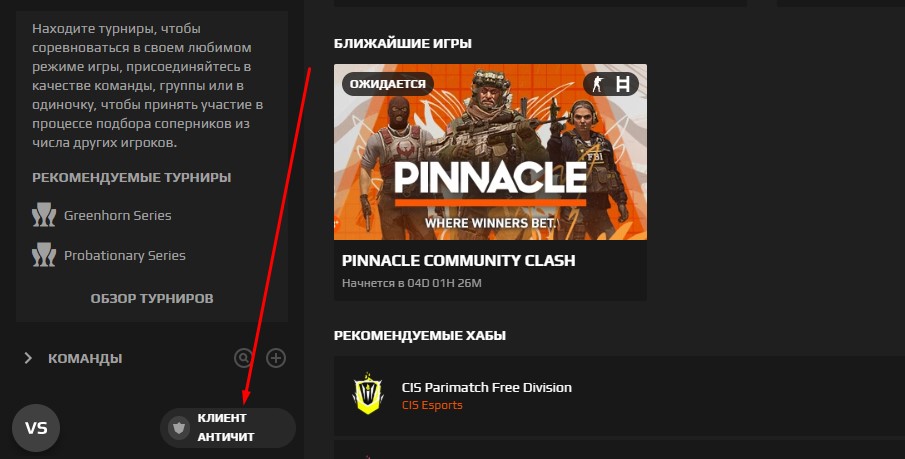 Находите турниры, чтобы
соревноваться в своем любимом
режиме игры, присоединяйтесь в
качестве команды, группы или в
одиночку, чтобы принять участие в
процессе подбора соперников из
числа других игроков.
РЕКОМЕНДУЕМЫЕ ТУРНИРЫ
Greenhorn Series
Probationary Series
ОБЗОР ТУРНИРОВ
КОМАНДЫ
VS
КЛИЕНТ
АНТИЧИТ
БЛИЖАЙШИЕ ИГРЫ
ОЖИДАЕТСЯ
FBI
PINNACLE
WHERE WINNERS BET.
PINNACLE COMMUNITY CLASH
Начнется в 04D 01H 26M
РЕКОМЕНДУЕМЫЕ ХАБЫ
CIS Parimatch Free Division
CIS Esports